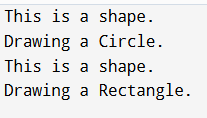 This is a shape.
Drawing a Circle.
This is a shape.
Drawing a Rectangle.